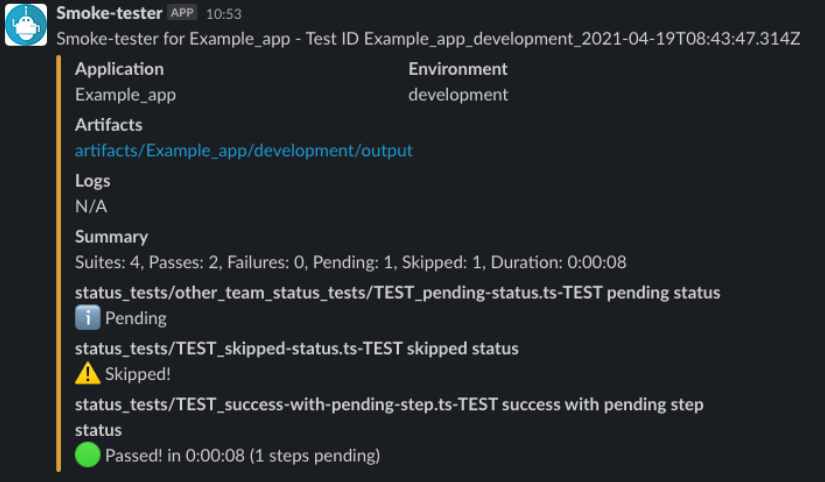 Smoke-tester APP 10:53
Smoke-tester for Example_app - Test ID Example_app_development_2021-04-19T08:43:47.314Z
Application Environment
Example_app development
Artifacts
artifacts/Example_app/development/output
Logs
N/A
Summary
Suites: 4, Passes: 2, Failures: 0, Pending: 1, Skipped: 1, Duration: 0:00:08
status_tests/other_team_status_tests/TEST_pending-status.ts-TEST pending status
Pending
status_tests/TEST_skipped-status.ts-TEST skipped status
Skipped!
status_tests/TEST_success-with-pending-step.ts-TEST success with pending step
status
Passed! in 0:00:08 (1 steps pending)